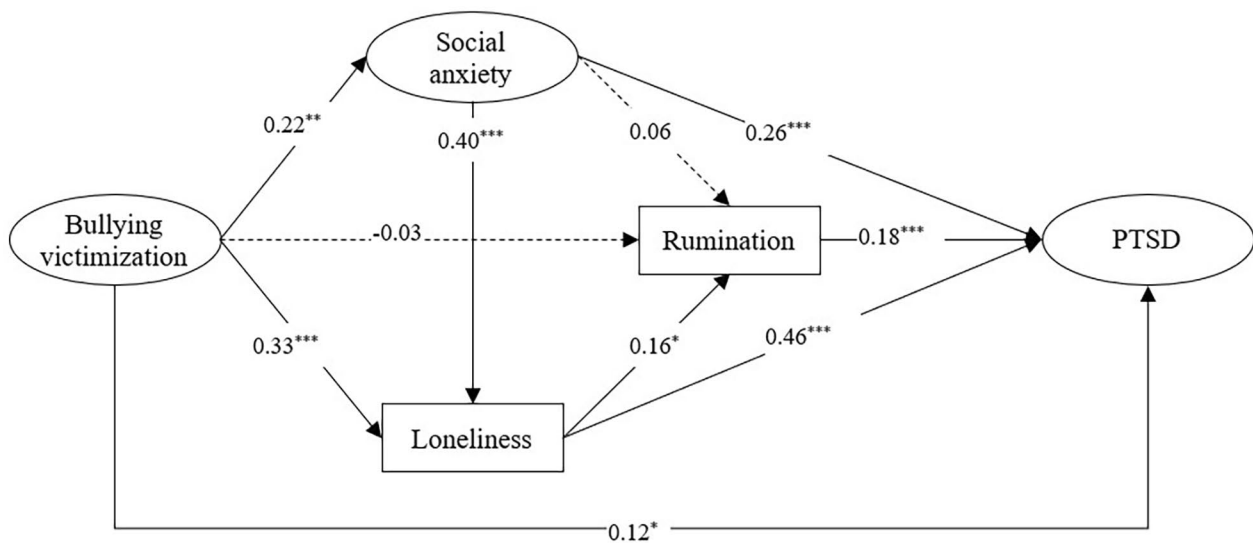 Social
anxiety
0.22**
0.40***
0.06
0.26***
Bullying
victimization
-0.03
Rumination
0.18***
PTSD
0.33***
0.16*
0.46***
Loneliness
0.12*